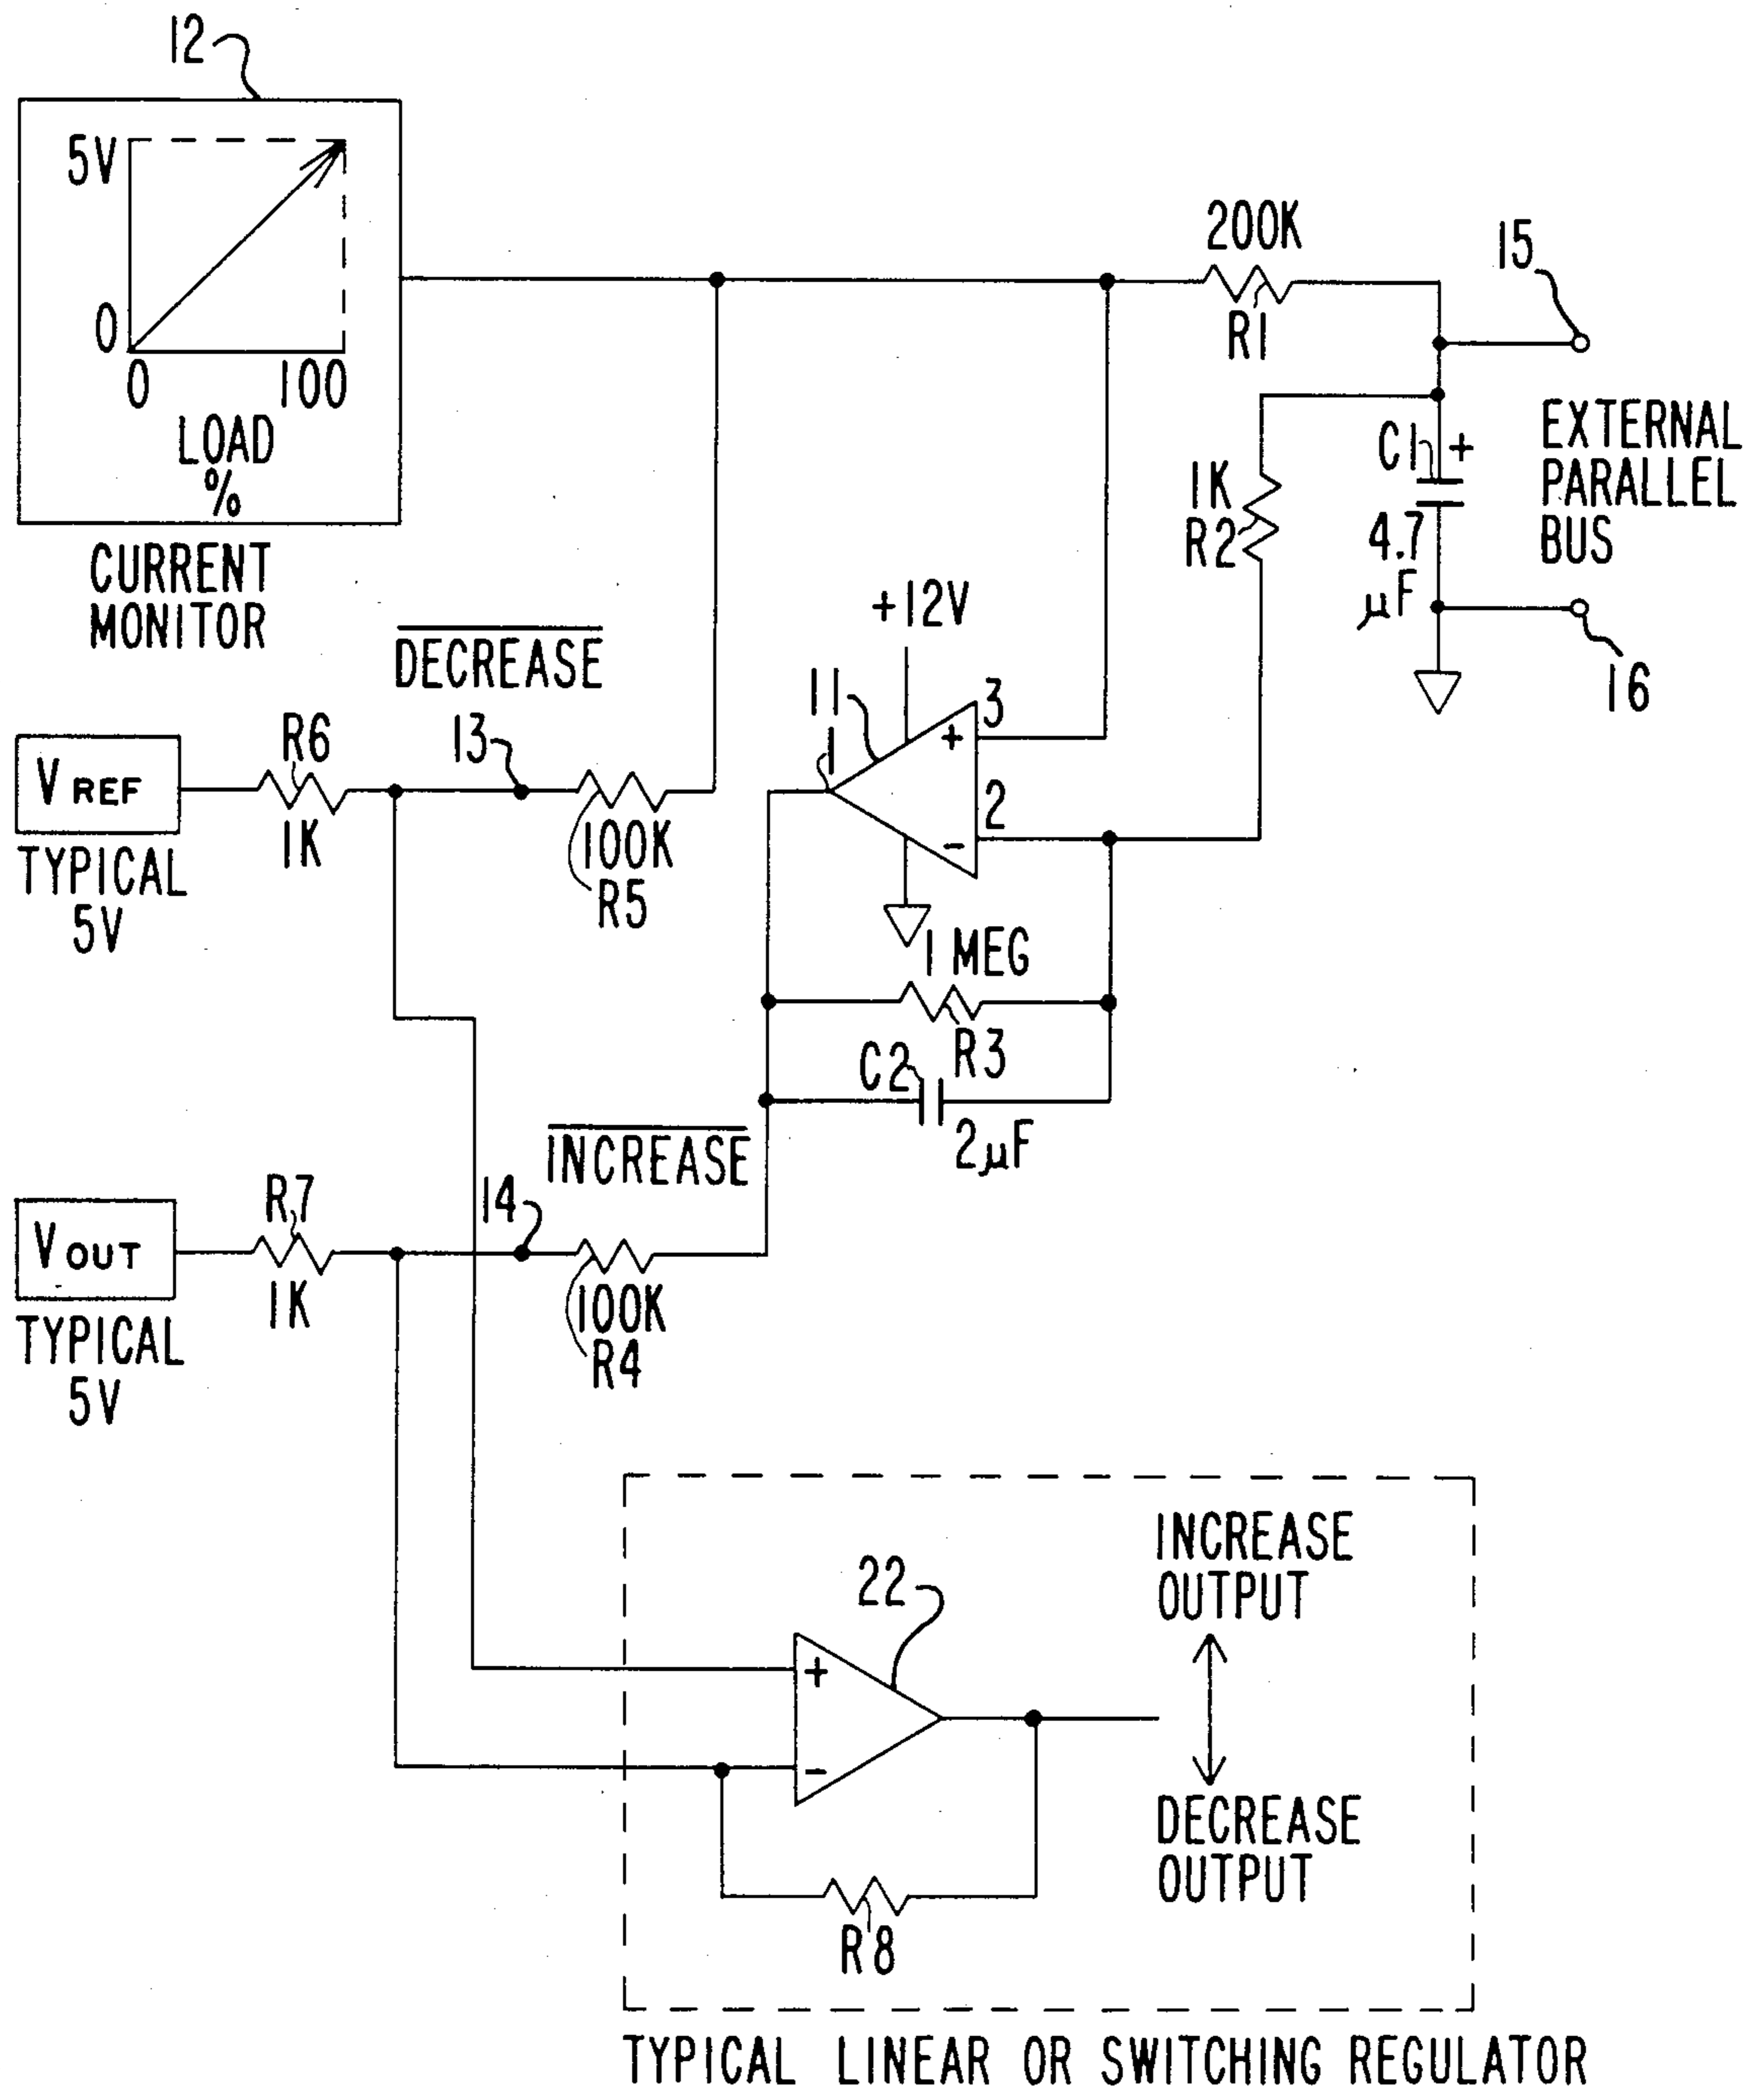 12
5V
0
0 100
LOAD
%
CURRENT
MONITOR
200K
R1
15
EXTERNAL
PARALLEL
BUS
C1 +
4.7
µF
16
1K
R2
+12V
11
1
3
+
2
-
DECREASE
13
VREF
TYPICAL
5V
R6
1K
100K
R5
1 MEG
R3
C2
2µF
INCREASE
14
VOUT
TYPICAL
5V
R7
1K
100K
R4
22
+
-
R8
INCREASE
OUTPUT
DECREASE
OUTPUT
TYPICAL LINEAR OR SWITCHING REGULATOR